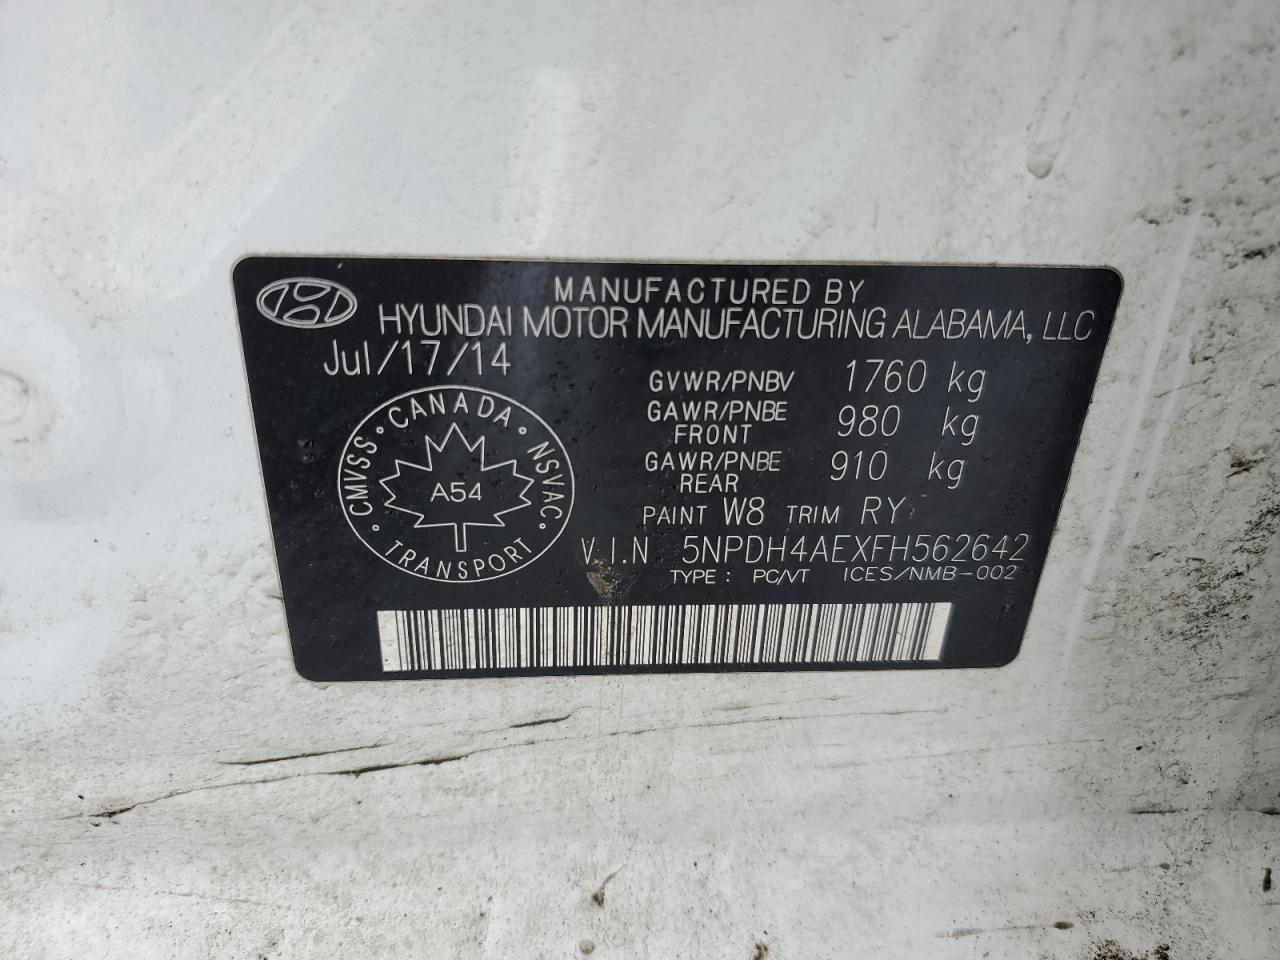 MANUFACTURED BY
HYUNDAI MOTOR MANUFACTURING ALABAMA, LLC
Jul/17/14
GVWR/PNBV 1760 kg
GAWR/PNBE FRONT 980 kg
GAWR/PNBE REAR 910 kg
PAINT W8 TRIM RY
V.I.N 5NPDH4AEXFH562642
TYPE : PC/VT ICES/NMB-002
CMVSS · CANADA · NSVAC · TRANSPORT ·
A54